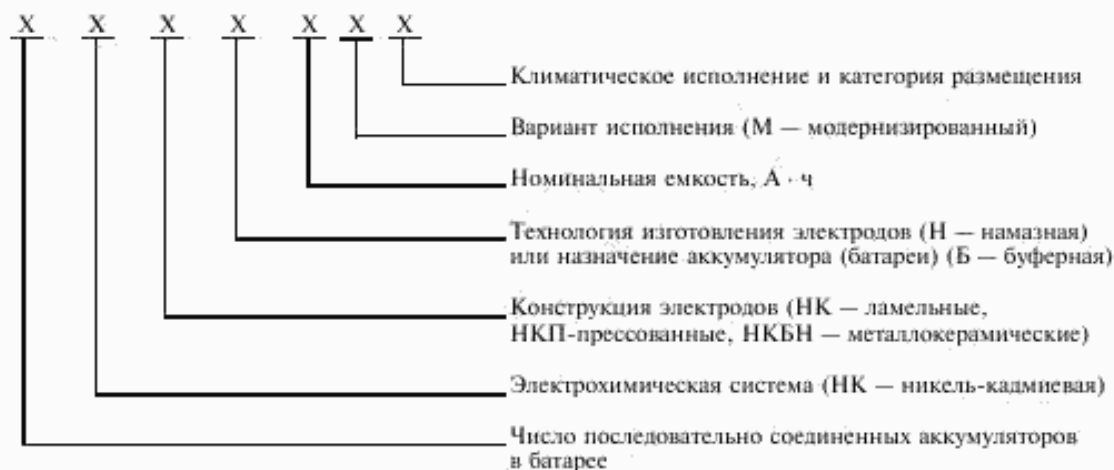 X X X X X X X
Климатическое исполнение и категория размещения
Вариант исполнения (М — модернизированный)
Номинальная емкость, А · ч
Технология изготовления электродов (Н — намазная)
или назначение аккумулятора (батареи) (Б — буферная)
Конструкция электродов (НК — ламельные,
НКП-прессованные, НКБН — металлокерамические)
Электрохимическая система (НК — никель-кадмиевая)
Число последовательно соединенных аккумуляторов
в батарее